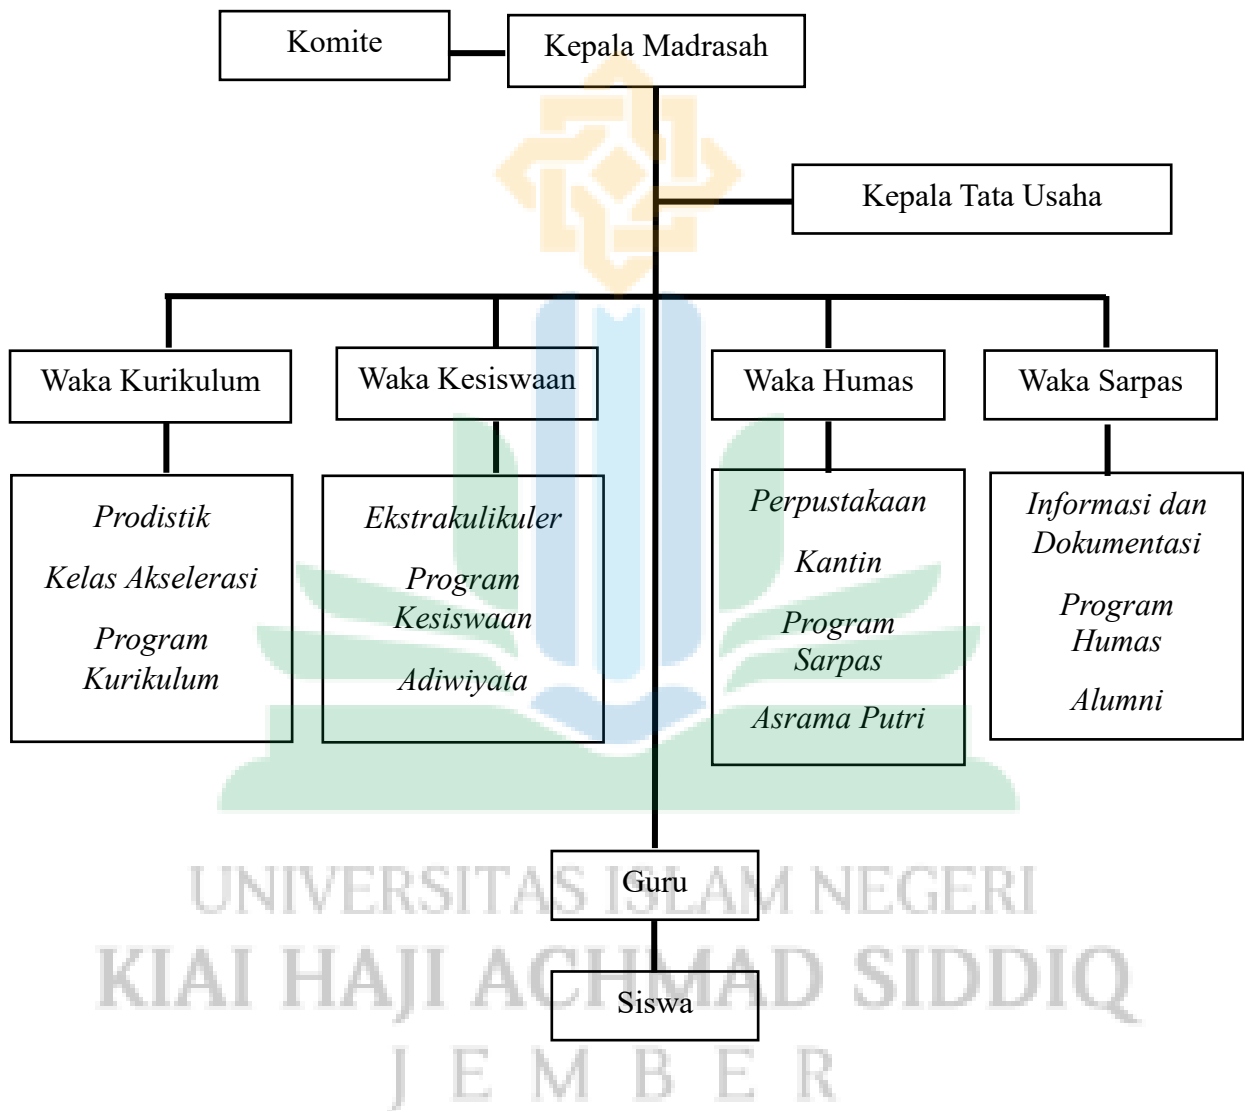 Komite
Kepala Madrasah
Kepala Tata Usaha
Waka Kurikulum
Waka Kesiswaan
Waka Humas
Waka Sarpas
Prodistik
Kelas Akselerasi
Program
Kurikulum
Ekstrakulikuler
Program
Kesiswaan
Adiwiyata
Perpustakaan
Kantin
Program
Sarpas
Asrama Putri
Informasi dan
Dokumentasi
Program
Humas
Alumni
Guru
Siswa
UNIVERSITAS ISLAM NEGERI
KIAI HAJI ACHMAD SIDDIQ
JEMBER